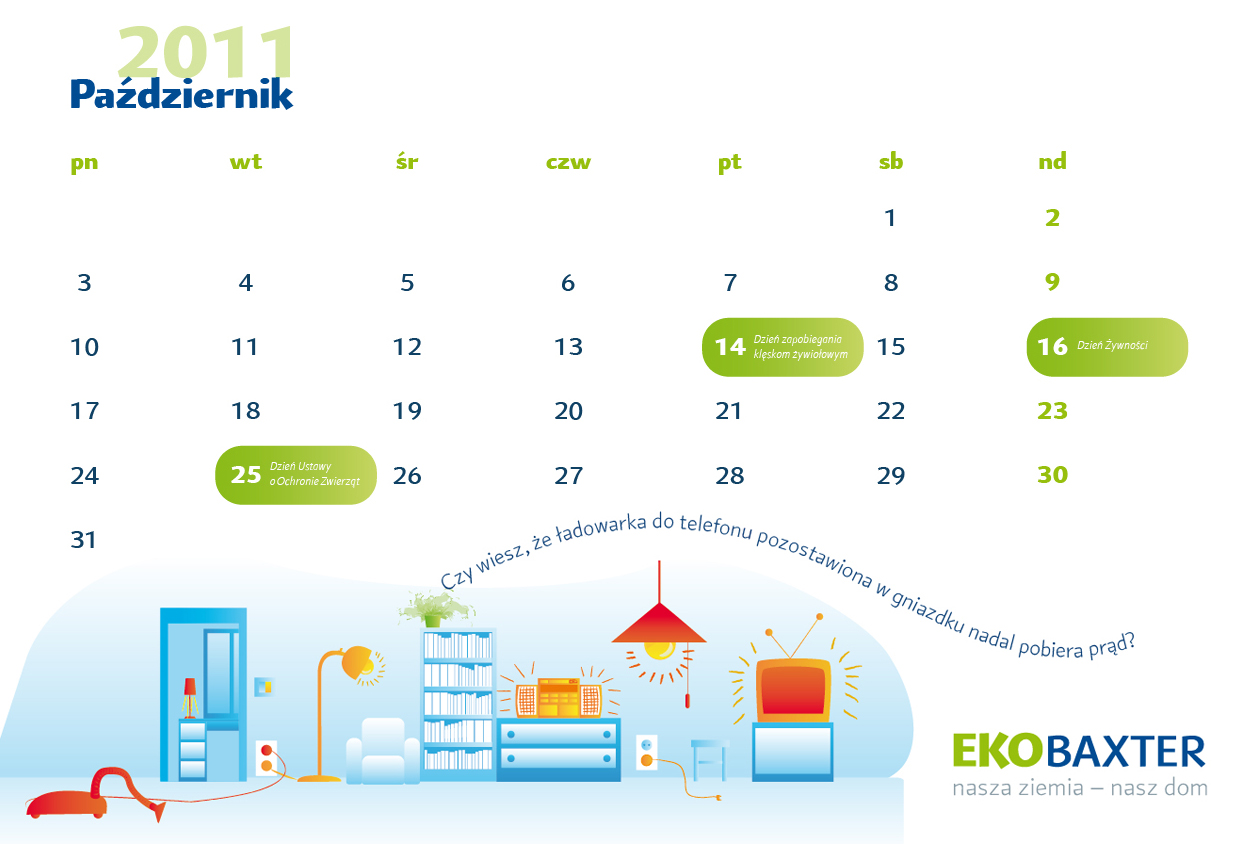 2011
Październik
pn wt śr czw pt sb nd
1 2
3 4 5 6 7 8 9
10 11 12 13 14 Dzień zapobiegania klęskom żywiołowym 15 16 Dzień Żywności
17 18 19 20 21 22 23
24 25 Dzień Ustawy o Ochronie Zwierząt 26 27 28 29 30
31
Czy wiesz, że ładowarka do telefonu pozostawiona w gniazdku nadal pobiera prąd?
EKOBAXTER
nasza ziemia – nasz dom